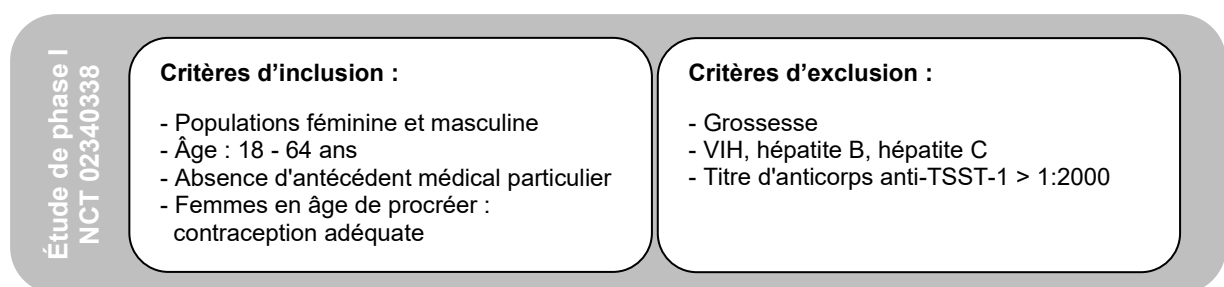 Étude de phase I
NCT 02340338
Critères d’inclusion :
- Populations féminine et masculine
- Âge : 18 - 64 ans
- Absence d'antécédent médical particulier
- Femmes en âge de procréer :
contraception adéquate
Critères d’exclusion :
- Grossesse
- VIH, hépatite B, hépatite C
- Titre d'anticorps anti-TSST-1 > 1:2000